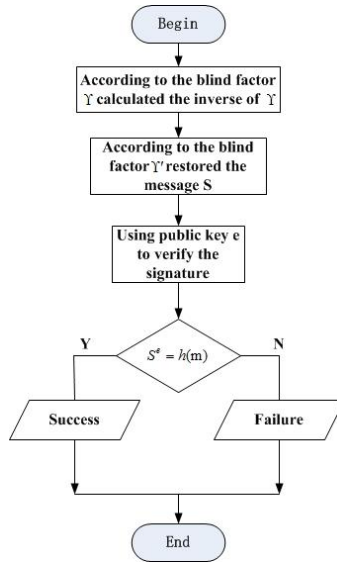 Begin
According to the blind factor
ϒ calculated the inverse of ϒ
According to the blind
factor ϒ' restored the
message S
Using public key e
to verify the
signature
Y
N
Sᵉ = h(m)
Success
Failure
End